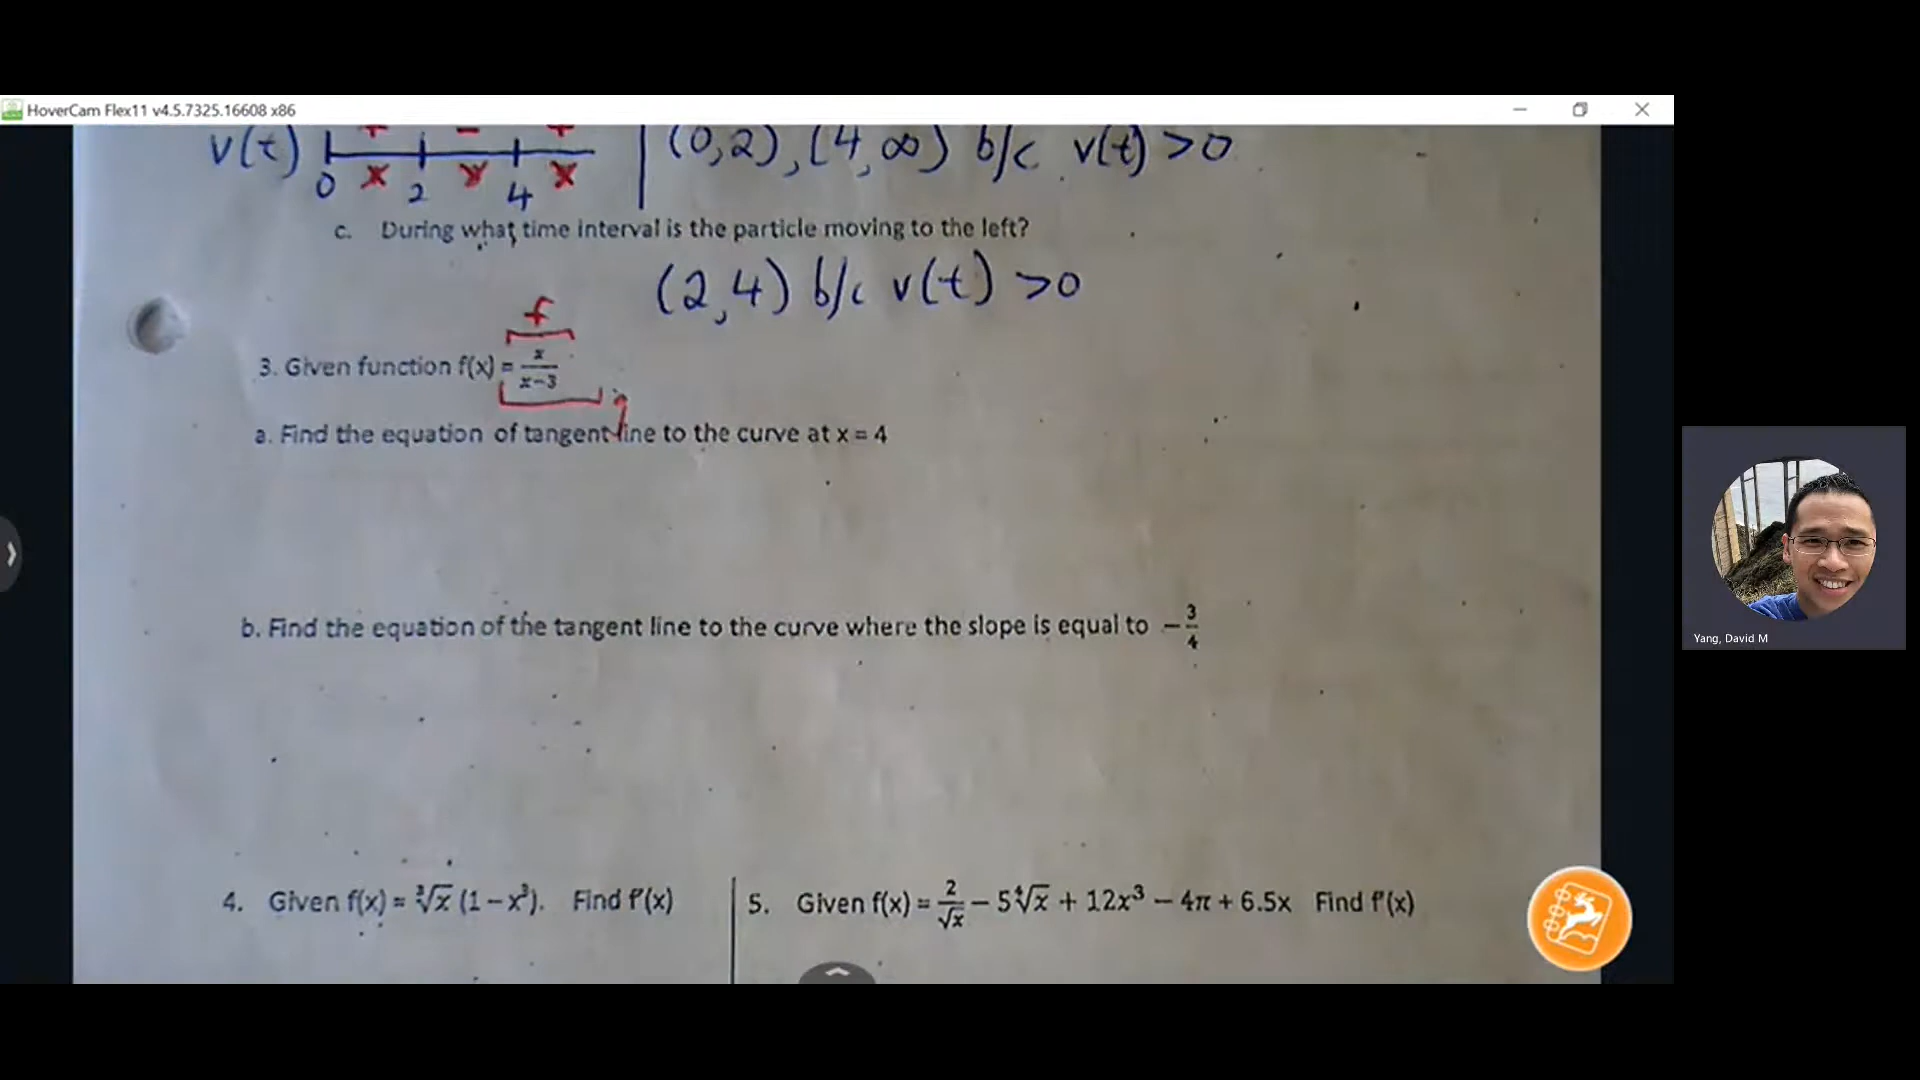 HoverCam Flex11 v4.5.7325.16608 x86
+ - +
v(t) (0,2), (4,∞) b/c v(t) >0
0 2 4
c. During what time interval is the particle moving to the left?
(2,4) b/c v(t) >0
f
3. Given function f(x) = x/(x-3)
g
a. Find the equation of tangent line to the curve at x = 4
b. Find the equation of the tangent line to the curve where the slope is equal to -3/4
Yang, David M
4. Given f(x) = ∛x (1 - x³). Find f'(x)
5. Given f(x) = 2/√x - 5∜x + 12x³ - 4π + 6.5x Find f'(x)